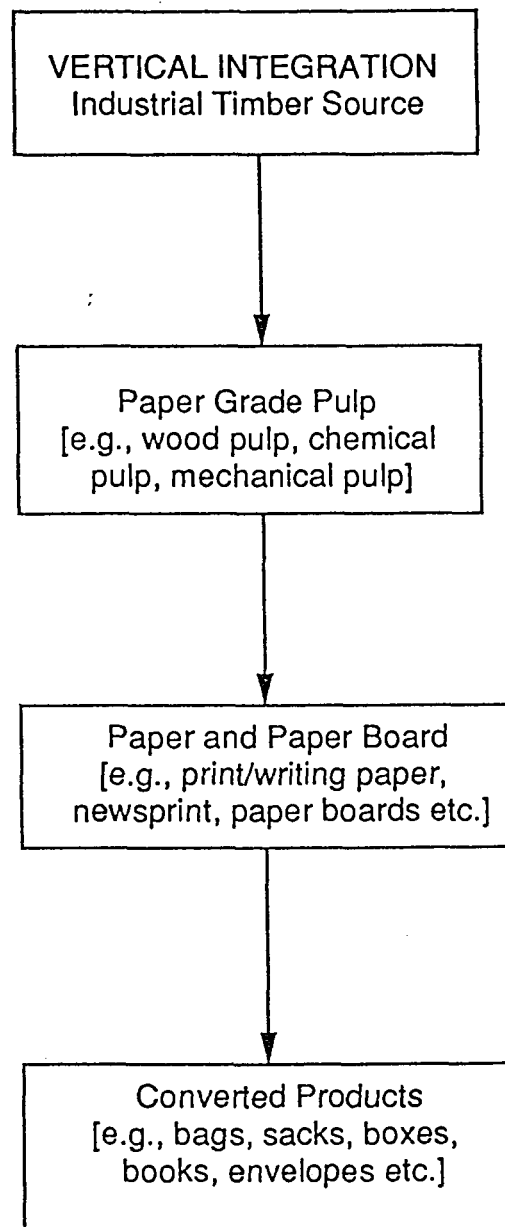 VERTICAL INTEGRATION
Industrial Timber Source
Paper Grade Pulp
[e.g., wood pulp, chemical
pulp, mechanical pulp]
Paper and Paper Board
[e.g., print/writing paper,
newsprint, paper boards etc.]
Converted Products
[e.g., bags, sacks, boxes,
books, envelopes etc.]